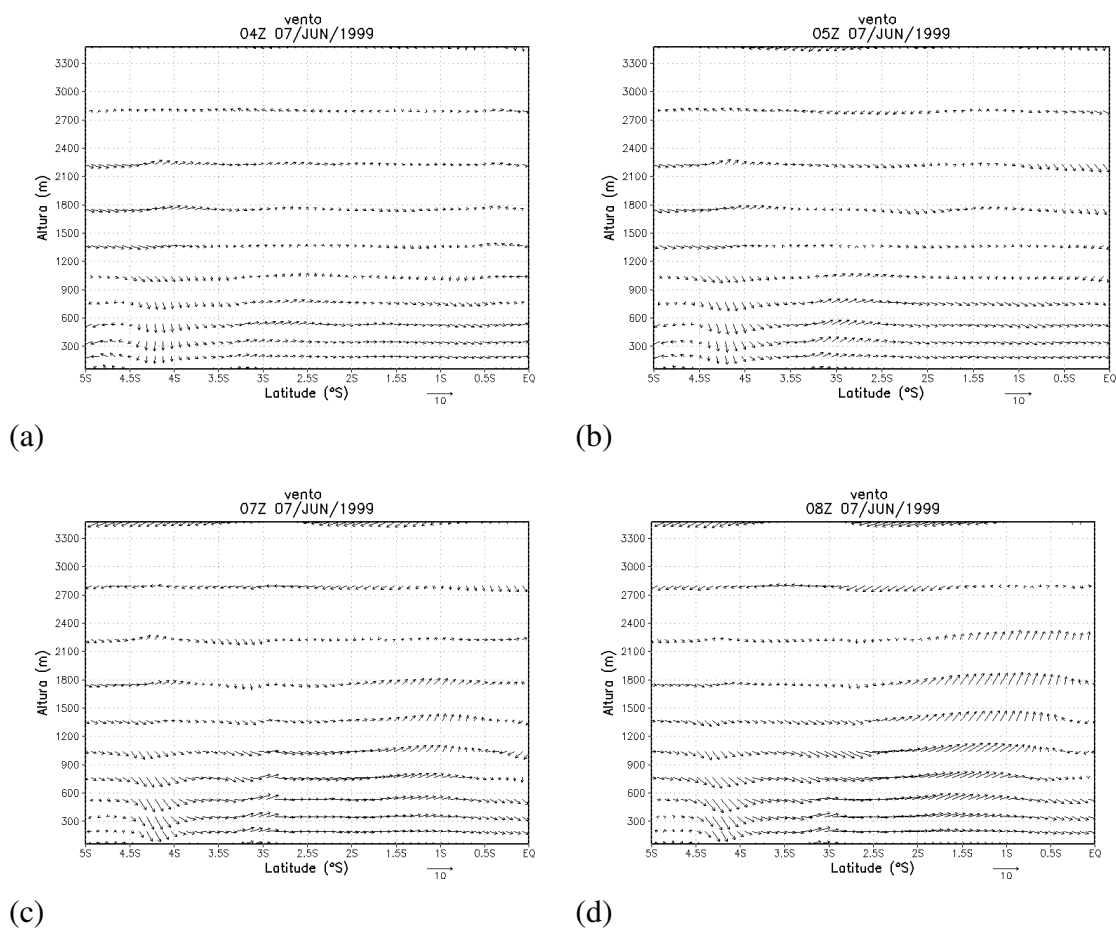 vento
04Z 07/JUN/1999
3300
3000
2700
2400
2100
1800
1500
1200
900
600
300
Altura (m)
5S 4.5S 4S 3.5S 3S 2.5S 2S 1.5S 1S 0.5S EQ
Latitude (°S)
10
(a)
vento
05Z 07/JUN/1999
3300
3000
2700
2400
2100
1800
1500
1200
900
600
300
Altura (m)
5S 4.5S 4S 3.5S 3S 2.5S 2S 1.5S 1S 0.5S EQ
Latitude (°S)
10
(b)
vento
07Z 07/JUN/1999
3300
3000
2700
2400
2100
1800
1500
1200
900
600
300
Altura (m)
5S 4.5S 4S 3.5S 3S 2.5S 2S 1.5S 1S 0.5S EQ
Latitude (°S)
10
(c)
vento
08Z 07/JUN/1999
3300
3000
2700
2400
2100
1800
1500
1200
900
600
300
Altura (m)
5S 4.5S 4S 3.5S 3S 2.5S 2S 1.5S 1S 0.5S EQ
Latitude (°S)
10
(d)